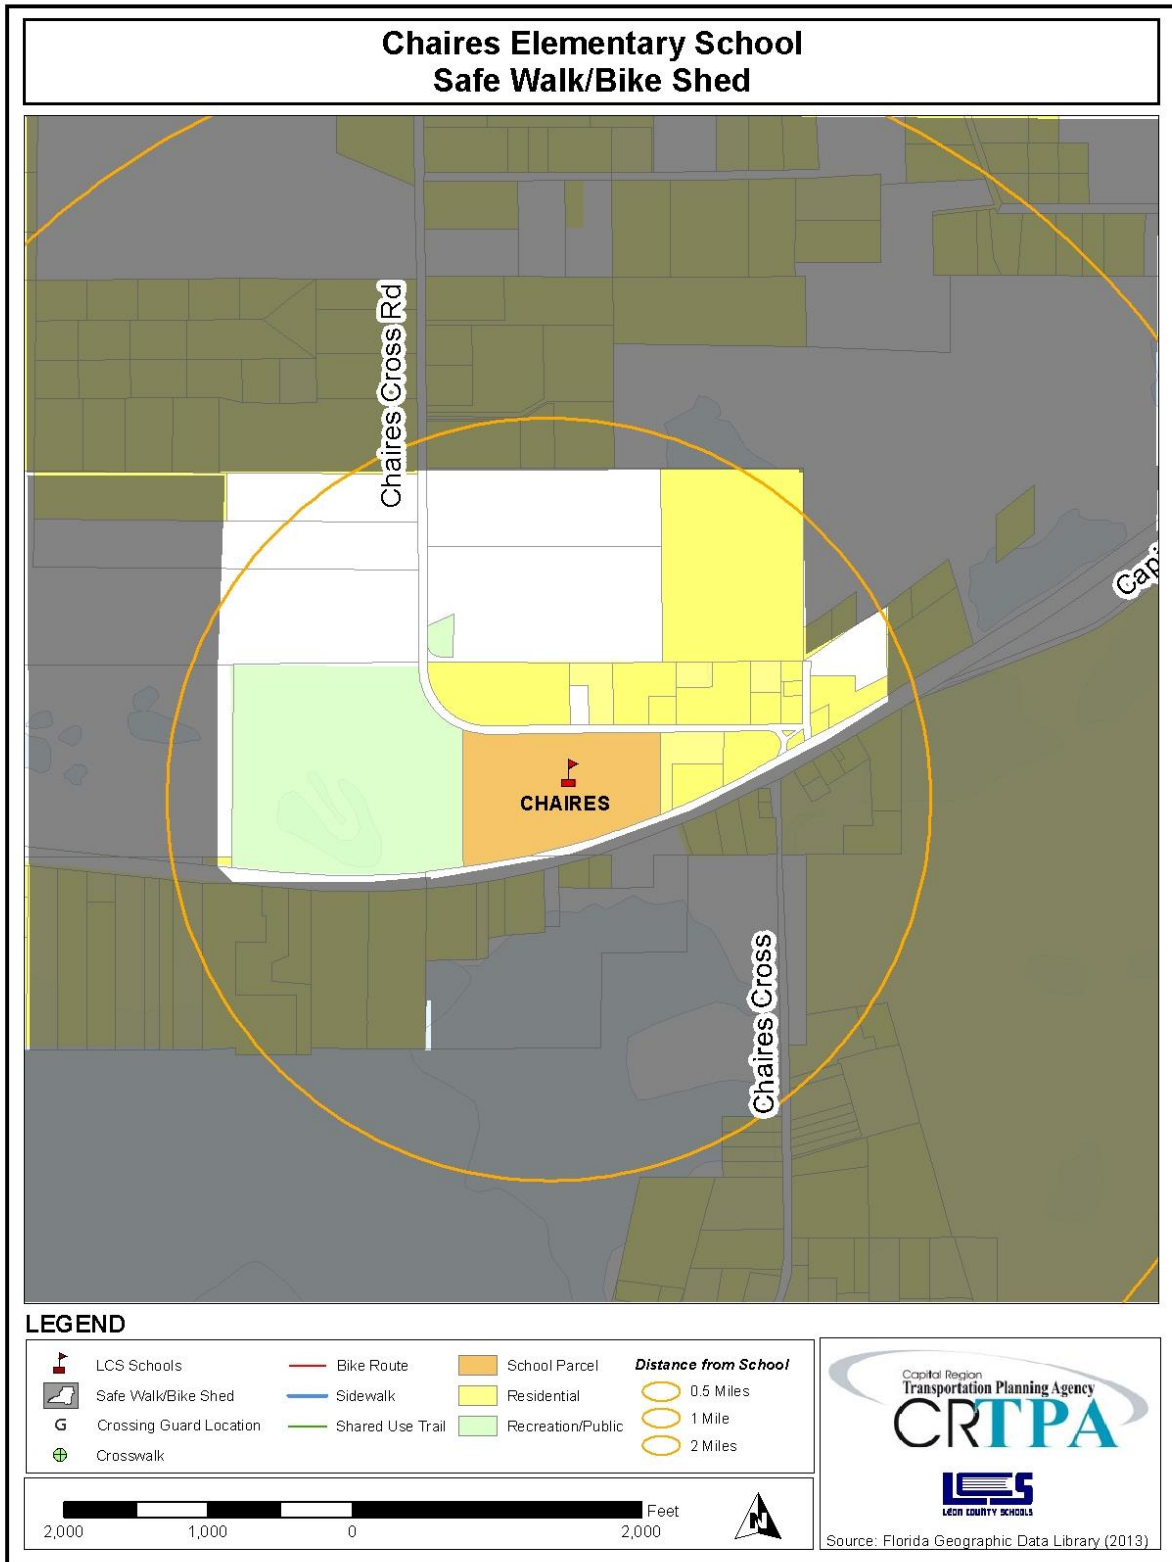 Chaires Elementary School
Safe Walk/Bike Shed
Chaires Cross Rd
Capi
CHAIRES
Chaires Cross
LEGEND
LCS Schools
Safe Walk/Bike Shed
G Crossing Guard Location
Crosswalk
Bike Route
Sidewalk
Shared Use Trail
School Parcel
Residential
Recreation/Public
Distance from School
0.5 Miles
1 Mile
2 Miles
Feet
2,000 1,000 0 2,000
N
Capital Region
Transportation Planning Agency
CRTPA
LCS
LEON COUNTY SCHOOLS
Source: Florida Geographic Data Library (2013)